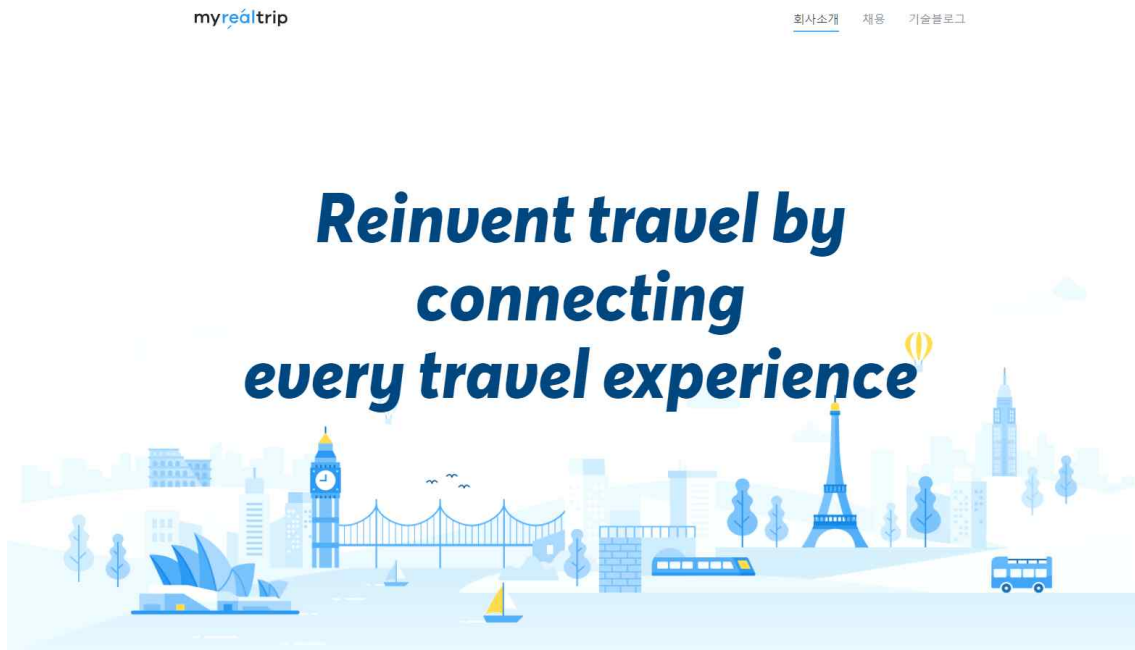 myrealtrip
회사소개 채용 기술블로그
Reinvent travel by
connecting
every travel experience